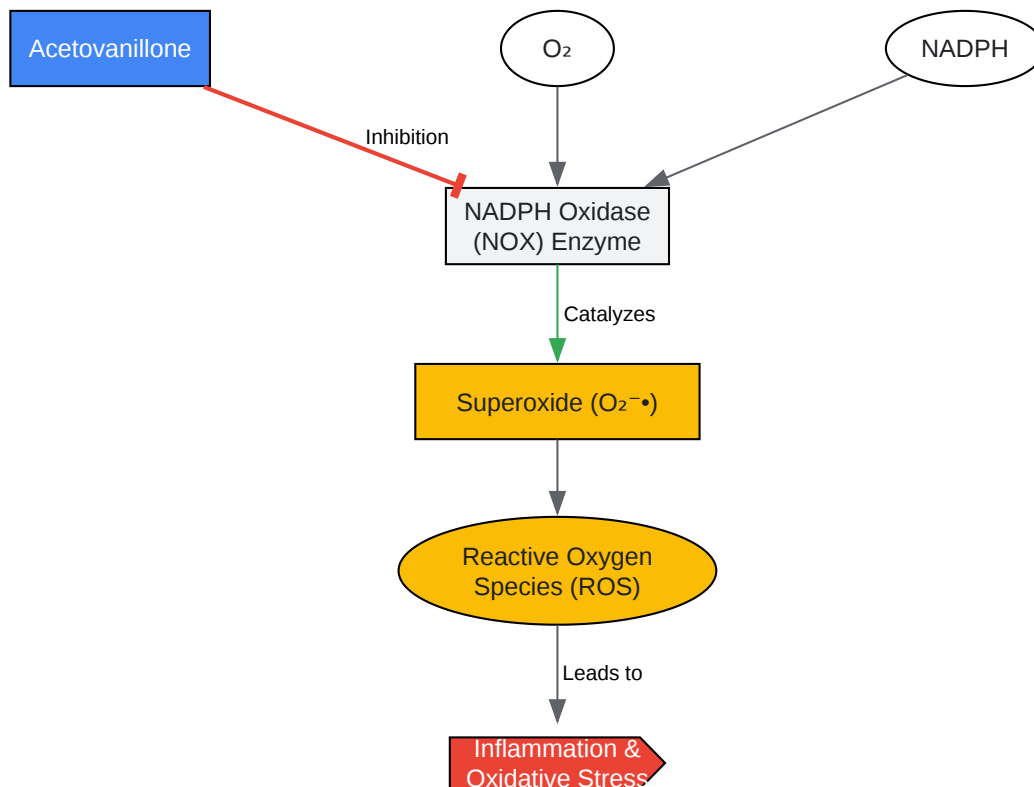 Acetovanillone
O₂
NADPH
Inhibition
NADPH Oxidase
(NOX) Enzyme
Catalyzes
Superoxide (O₂⁻•)
Reactive Oxygen
Species (ROS)
Leads to
Inflammation &
Oxidative Stress